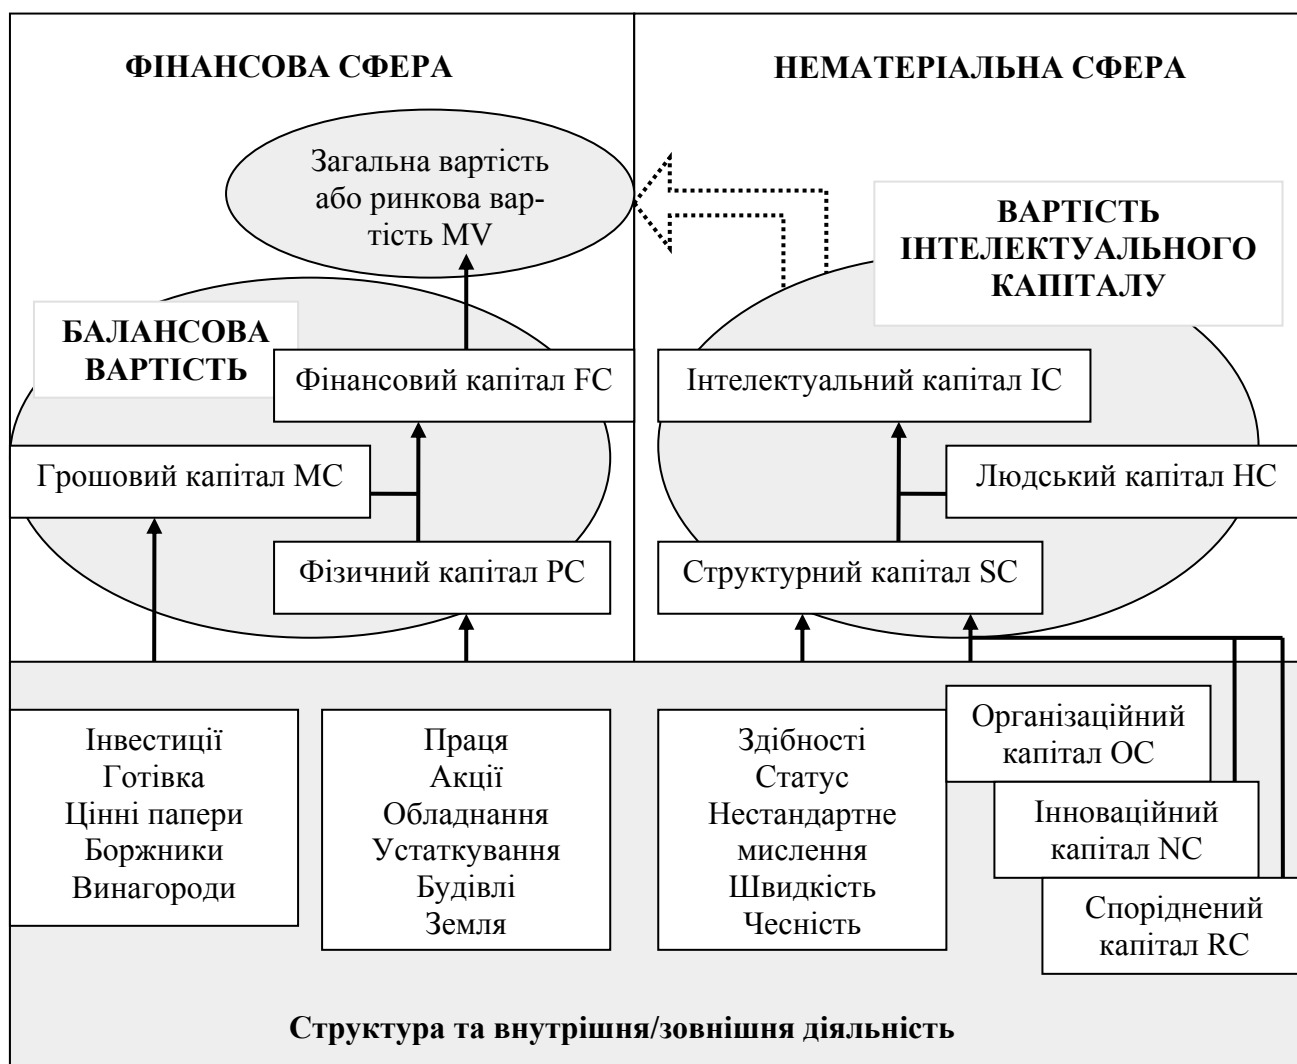 ФІНАНСОВА СФЕРА
НЕМАТЕРІАЛЬНА СФЕРА
Загальна вартість
або ринкова вар-
тість MV
ВАРТІСТЬ
ІНТЕЛЕКТУАЛЬНОГО
КАПІТАЛУ
БАЛАНСОВА
ВАРТІСТЬ
Фінансовий капітал FC
Інтелектуальний капітал IC
Грошовий капітал MC
Людський капітал HC
Фізичний капітал PC
Структурний капітал SC
Інвестиції
Готівка
Цінні папери
Боржники
Винагороди
Праця
Акції
Обладнання
Устаткування
Будівлі
Земля
Здібності
Статус
Нестандартне
мислення
Швидкість
Чесність
Організаційний
капітал OC
Інноваційний
капітал NC
Споріднений
капітал RC
Структура та внутрішня/зовнішня діяльність